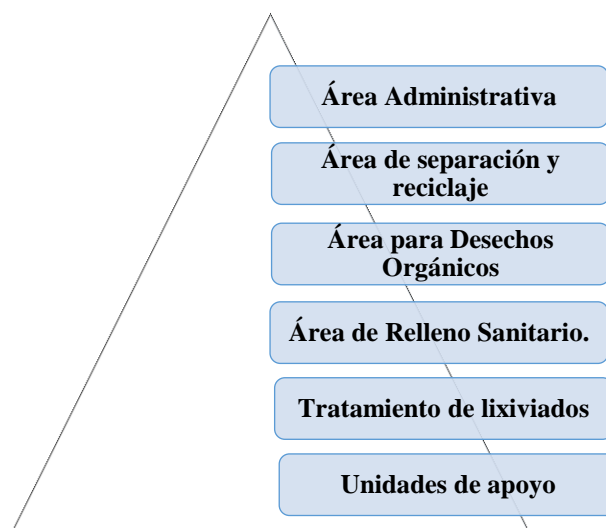 Área Administrativa
Área de separación y
reciclaje
Área para Desechos
Orgánicos
Área de Relleno Sanitario.
Tratamiento de lixiviados
Unidades de apoyo